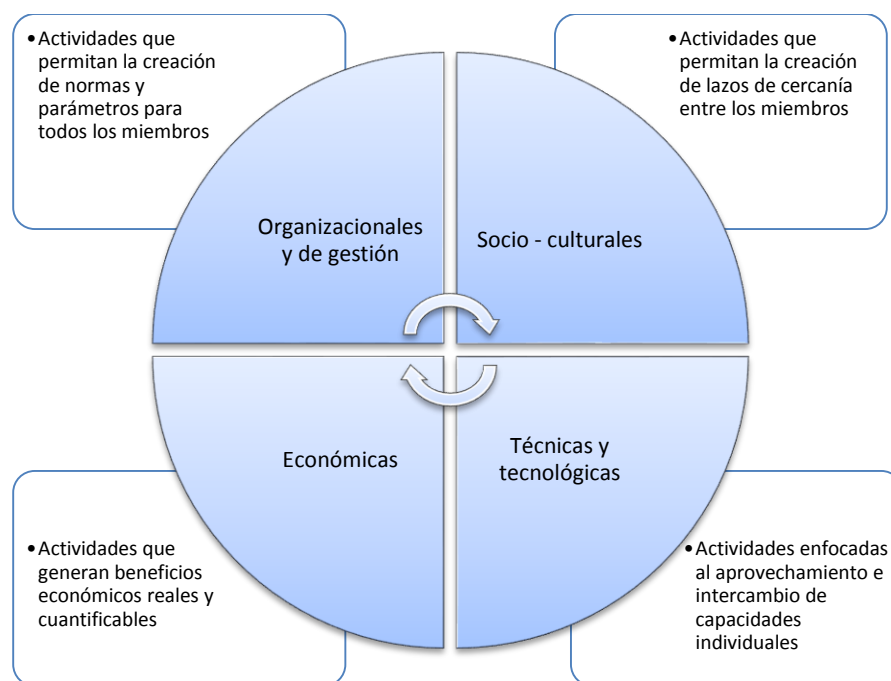 •Actividades que
permitan la creación
de normas y
parámetros para
todos los miembros
•Actividades que
permitan la creación
de lazos de cercanía
entre los miembros
Organizacionales
y de gestión
Socio - culturales
Económicas
Técnicas y
tecnológicas
•Actividades que
generan beneficios
económicos reales y
cuantificables
•Actividades enfocadas
al aprovechamiento e
intercambio de
capacidades
individuales